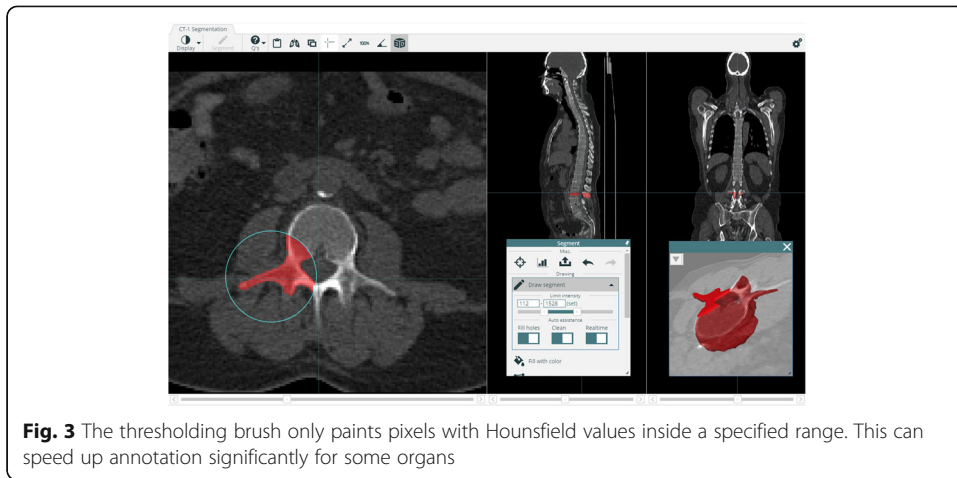 CT-1 Segmentation
Display
Segment
Q's
100%
Segment
Misc.
Drawing
Draw segment
Limit intensity
112 - 1528 (set)
Auto assistance
Fill holes Clean Realtime
Fill with color
Fig. 3 The thresholding brush only paints pixels with Hounsfield values inside a specified range. This can
speed up annotation significantly for some organs